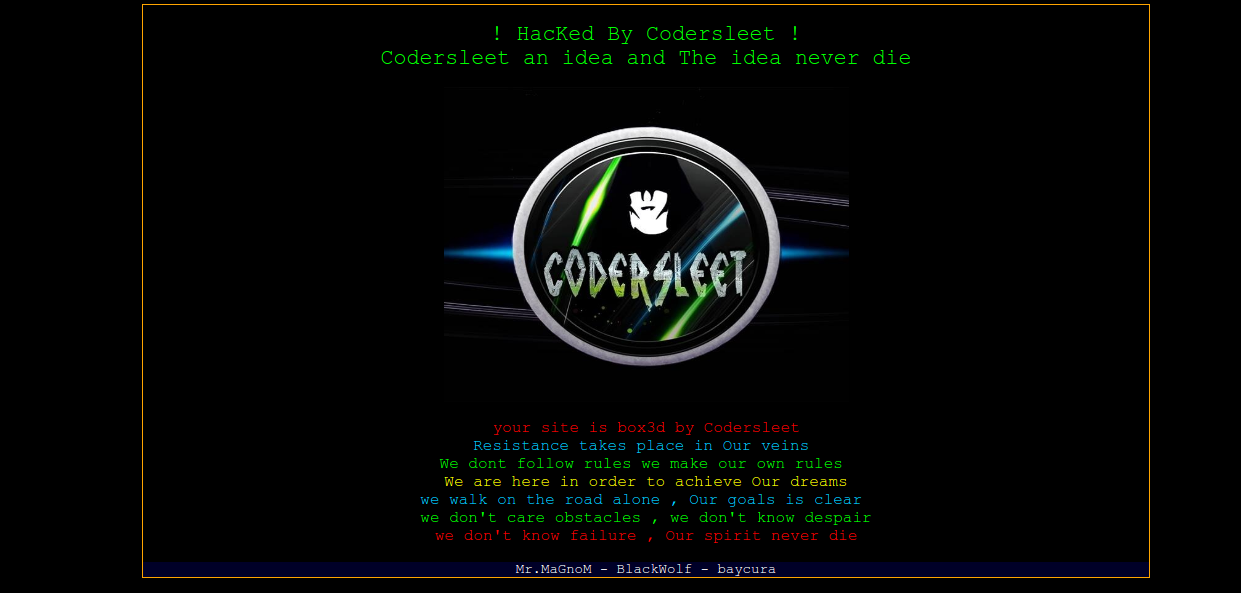 ! HacKed By Codersleet !
Codersleet an idea and The idea never die
CODERSLEET
your site is box3d by Codersleet
Resistance takes place in Our veins
We dont follow rules we make our own rules
We are here in order to achieve Our dreams
we walk on the road alone , Our goals is clear
we don't care obstacles , we don't know despair
we don't know failure , Our spirit never die
Mr.MaGnoM - BlackWolf - baycura